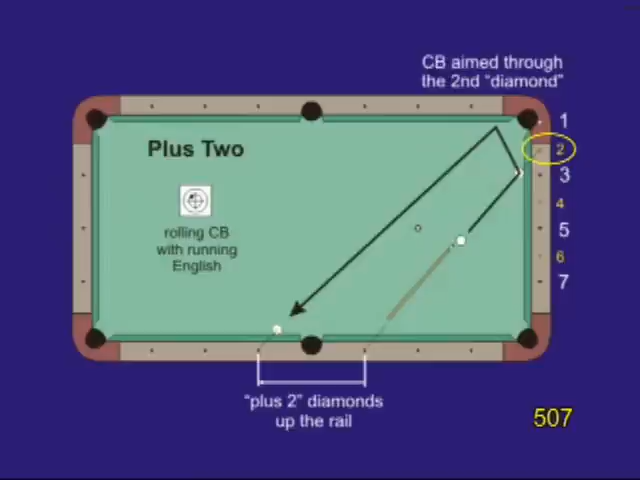 CB aimed through
the 2nd "diamond"
1
Plus Two
2
3
4
rolling CB
with running
English
5
6
7
"plus 2" diamonds
up the rail
507